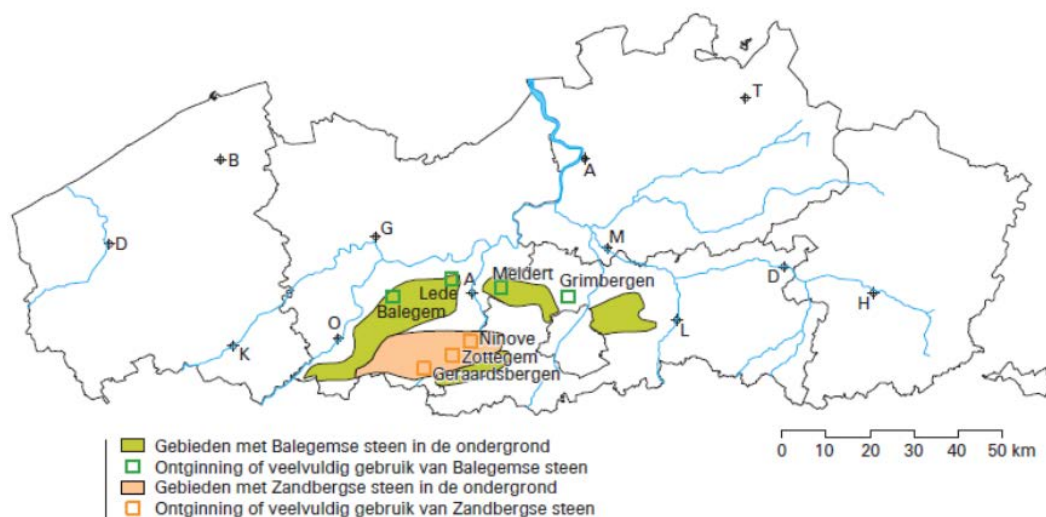 T
B
A
G
D
M
A
Meldert
Grimbergen
D
Lede
H
Balegem
L
O
Ninove
K
Zottegem
Geraardsbergen
Gebieden met Balegemse steen in de ondergrond
Ontginning of veelvuldig gebruik van Balegemse steen
Gebieden met Zandbergse steen in de ondergrond
Ontginning of veelvuldig gebruik van Zandbergse steen
0 10 20 30 40 50 km